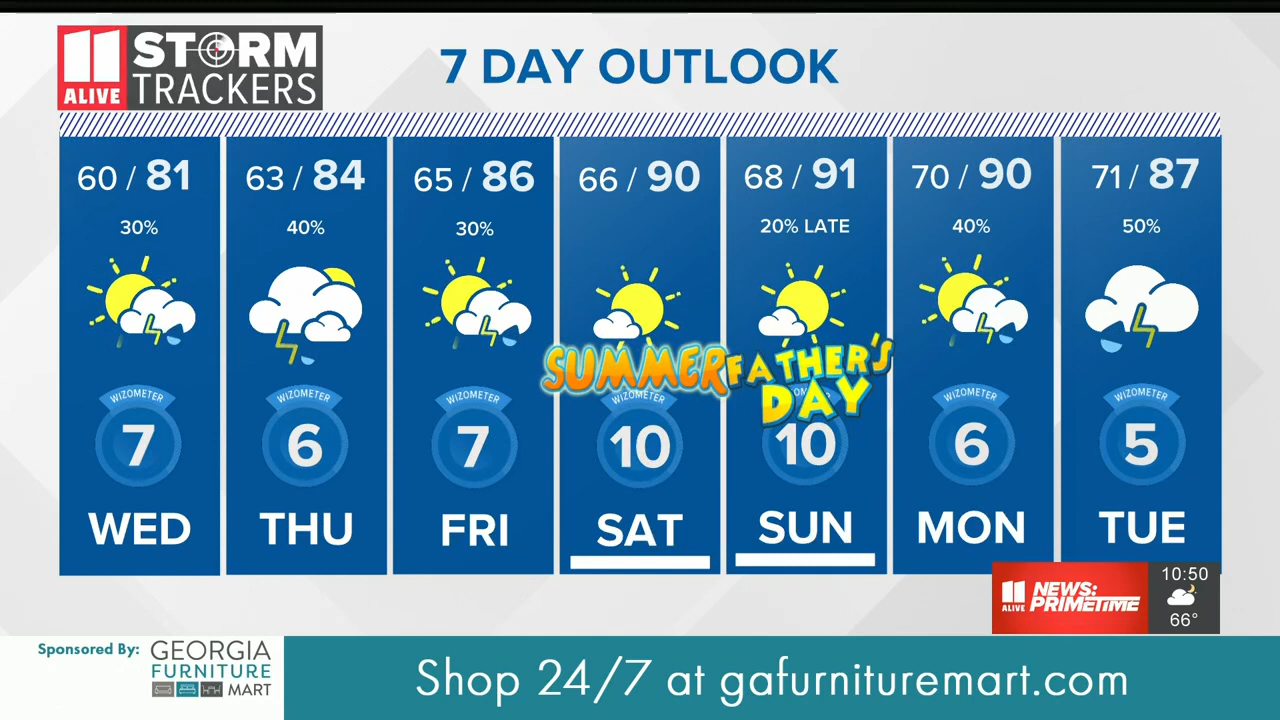 11 ALIVE STORM TRACKERS
7 DAY OUTLOOK
60 / 81
30%
WIZOMETER
7
WED
63 / 84
40%
WIZOMETER
6
THU
65 / 86
30%
WIZOMETER
7
FRI
66 / 90
SUMMER
WIZOMETER
10
SAT
68 / 91
20% LATE
FATHER'S
DAY
10
SUN
70 / 90
40%
WIZOMETER
6
MON
71 / 87
50%
WIZOMETER
5
TUE
11 ALIVE
NEWS:
PRIMETIME
10:50
66°
Sponsored By:
GEORGIA
FURNITURE
MART
Shop 24/7 at gafurnituremart.com